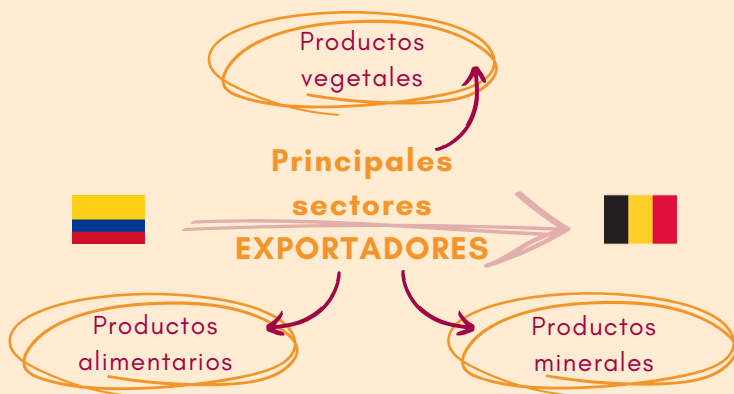 Productos
vegetales
Principales
sectores
EXPORTADORES
Productos
alimentarios
Productos
minerales